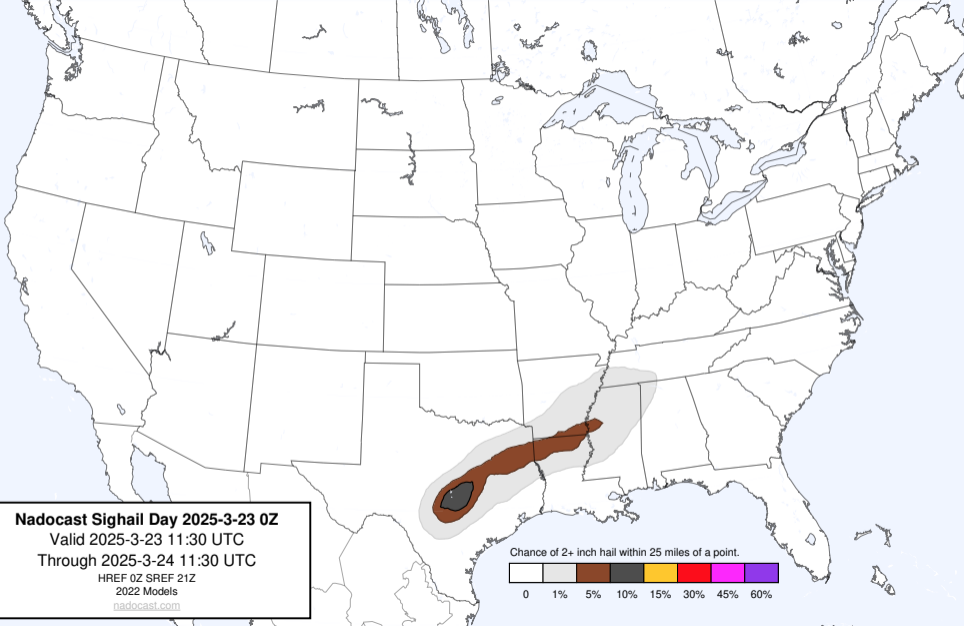 Nadocast Sighail Day 2025-3-23 0Z
Valid 2025-3-23 11:30 UTC
Through 2025-3-24 11:30 UTC
HREF 0Z SREF 21Z
2022 Models
nadocast.com
Chance of 2+ inch hail within 25 miles of a point.
0 1% 5% 10% 15% 30% 45% 60%